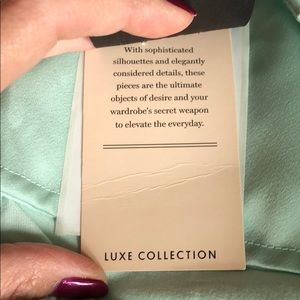 With sophisticated
silhouettes and elegantly
considered details, these
pieces are the ultimate
objects of desire and your
wardrobe's secret weapon
to elevate the everyday.
LUXE COLLECTION